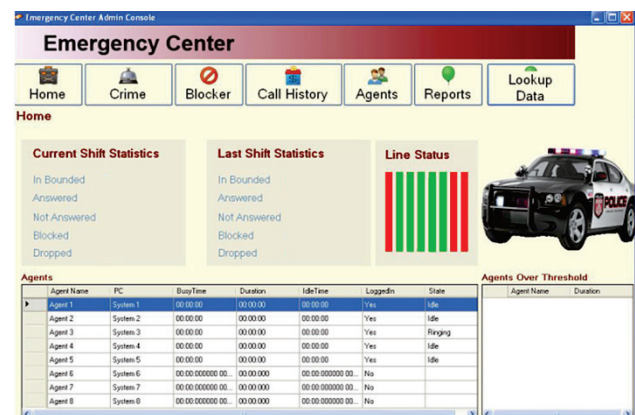 Emergency Center Admin Console
Emergency Center
Home Crime Blocker Call History Agents Reports Lookup Data
Home
Current Shift Statistics
In Bounded
Answered
Not Answered
Blocked
Dropped
Last Shift Statistics
In Bounded
Answered
Not Answered
Blocked
Dropped
Line Status
POLICE
Agents
Agent Name PC BusyTime Duration IdleTime LoggedIn State
Agent 1 System 1 00:00:00 00:00:00 00:00:00 Yes Idle
Agent 2 System 2 00:00:00 00:00:00 00:00:00 Yes Idle
Agent 3 System 3 00:00:00 00:00:00 00:00:00 Yes Ringing
Agent 4 System 4 00:00:00 00:00:00 00:00:00 Yes Idle
Agent 5 System 5 00:00:00 00:00:00 00:00:00 Yes Idle
Agent 6 System 6 00:00:000000 00... 00:00:000 00:00:000000 00... No
Agent 7 System 7 00:00:000000 00... 00:00:000 00:00:000000 00... No
Agent 8 System 8 00:00:000000 00... 00:00:000 00:00:000000 00... No
Agents Over Threshold
Agent Name Duration